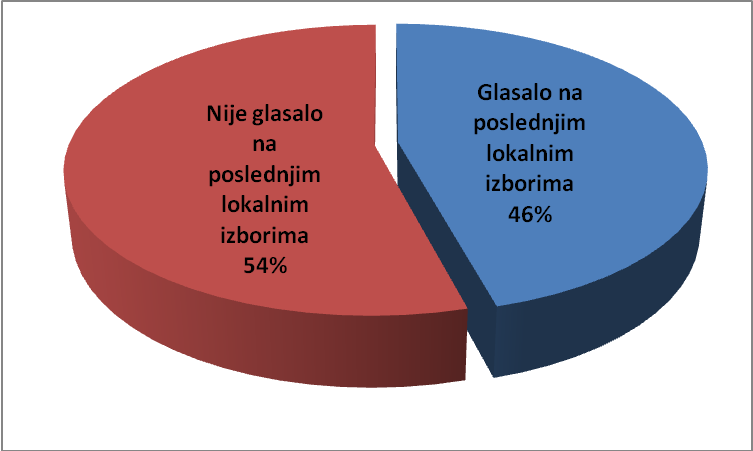 Nije glasalo
na
poslednjim
lokalnim
izborima
54%
Glasalo na
poslednjim
lokalnim
izborima
46%